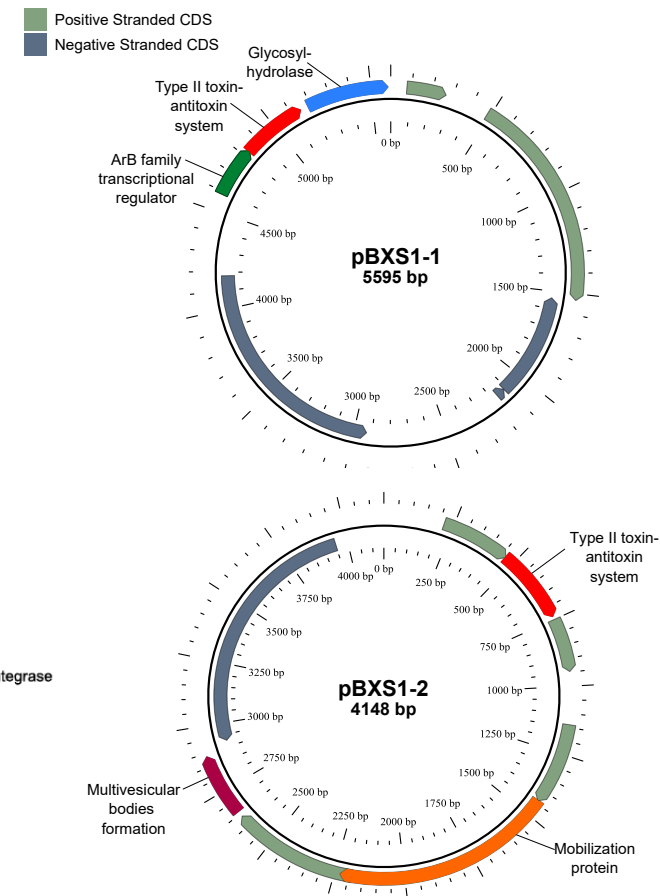 Positive Stranded CDS
Negative Stranded CDS
Glycosyl-
hydrolase
Type II toxin-
antitoxin
system
ArB family
transcriptional
regulator
0 bp
500 bp
1000 bp
1500 bp
2000 bp
2500 bp
3000 bp
3500 bp
4000 bp
4500 bp
5000 bp
pBXS1-1
5595 bp
Type II toxin-
antitoxin
system
0 bp
250 bp
500 bp
750 bp
1000 bp
1250 bp
1500 bp
1750 bp
2000 bp
2250 bp
2500 bp
2750 bp
3000 bp
3250 bp
3500 bp
3750 bp
4000 bp
pBXS1-2
4148 bp
tegrase
Multivesicular
bodies
formation
Mobilization
protein